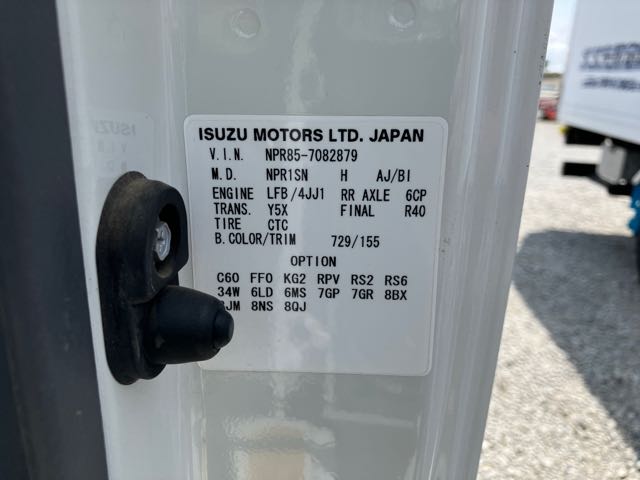 ISUZU MOTORS LTD. JAPAN
V.I.N. NPR85-7082879
M.D. NPR1SN H AJ/BI
ENGINE LFB/4JJ1 RR AXLE 6CP
TRANS. Y5X FINAL R40
TIRE CTC
B.COLOR/TRIM 729/155
OPTION
C60 FF0 KG2 RPV RS2 RS6
34W 6LD 6MS 7GP 7GR 8BX
8NS 8QJ